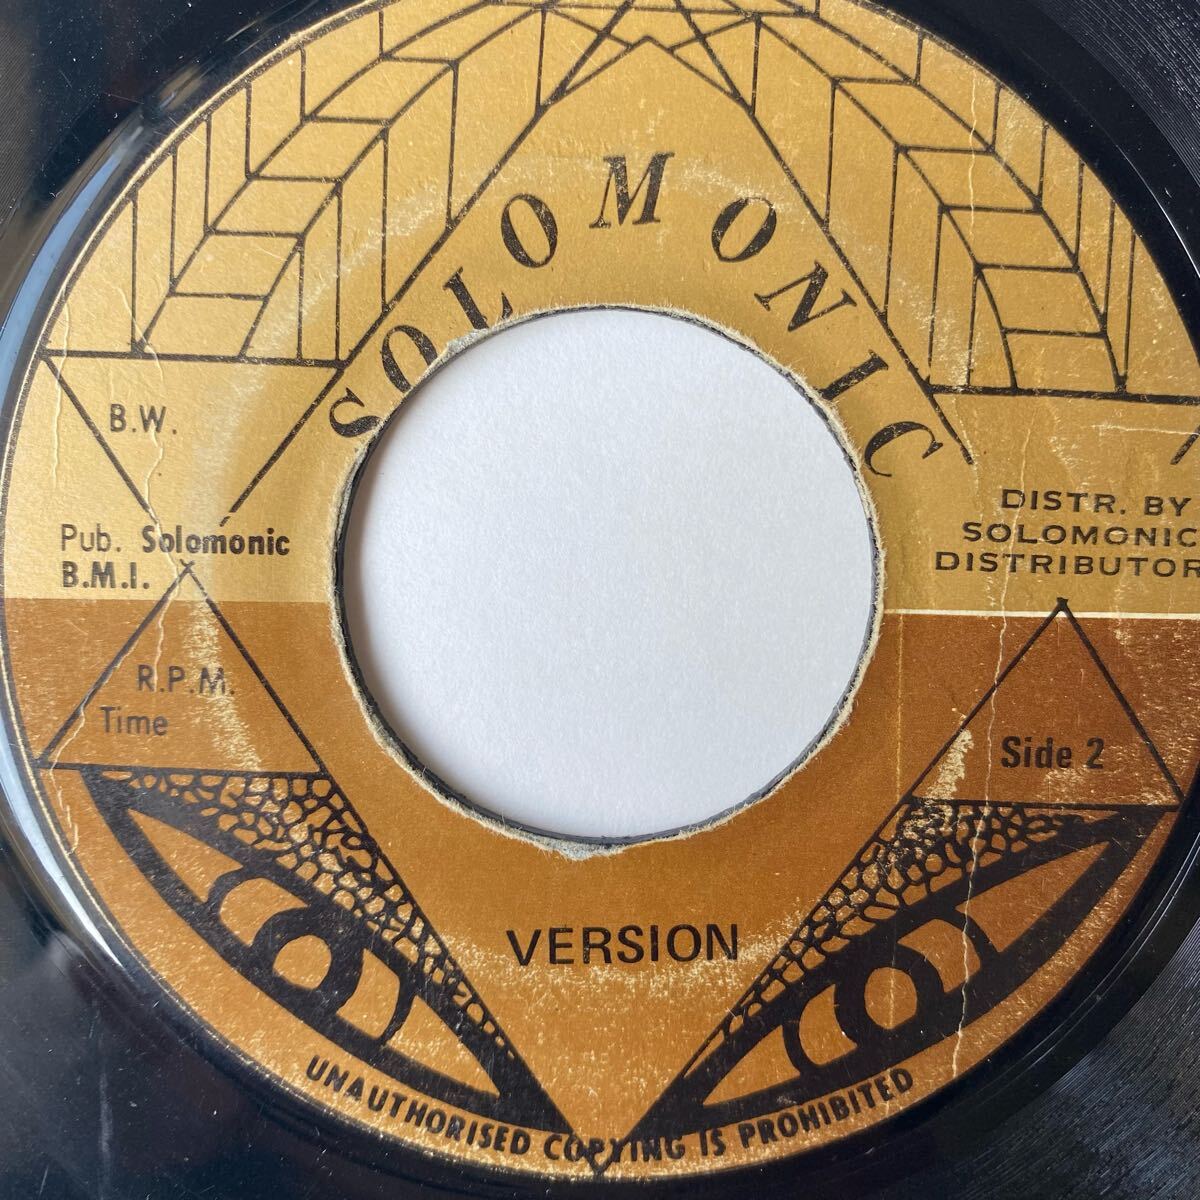 SOLOMONIC
B.W.
Pub. Solomonic
B.M.I.
DISTR. BY
SOLOMONIC
DISTRIBUTOR
R.P.M.
Time
Side 2
VERSION
UNAUTHORISED COPYING IS PROHIBITED